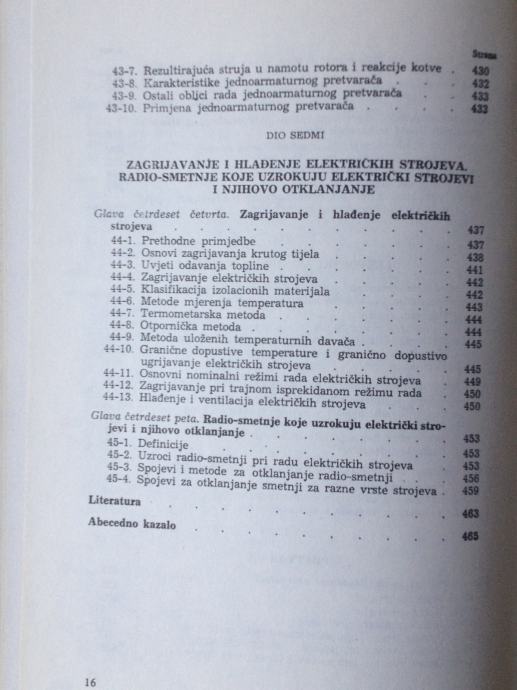 Strana
43-7. Rezultirajuća struja u namotu rotora i reakcije kotve . 430
43-8. Karakteristike jednoarmaturnog pretvarača . . . 432
43-9. Ostali oblici rada jednoarmaturnog pretvarača . . 433
43-10. Primjena jednoarmaturnog pretvarača . . . . 433
DIO SEDMI
ZAGRIJAVANJE I HLAĐENJE ELEKTRIČKIH STROJEVA.
RADIO-SMETNJE KOJE UZROKUJU ELEKTRIČKI STROJEVI
I NJIHOVO OTKLANJANJE
Glava četrdeset četvrta. Zagrijavanje i hlađenje električkih
strojeva . . . . . . . . . . . 437
44-1. Prethodne primjedbe . . . . . . . 437
44-2. Osnovi zagrijavanja krutog tijela . . . . . 438
44-3. Uvjeti odavanja topline . . . . . . . 441
44-4. Zagrijavanje električkih strojeva . . . . . 442
44-5. Klasifikacija izolacionih materijala . . . . . 442
44-6. Metode mjerenja temperatura . . . . . 443
44-7. Termometarska metoda . . . . . . . 444
44-8. Otpornička metoda . . . . . . . . 444
44-9. Metoda uloženih temperaturnih davača . . . . 445
44-10. Granične dopustive temperature i granično dopustivo
ugrijavanje električkih strojeva . . . . . 445
44-11. Osnovni nominalni režimi rada električkih strojeva . 449
44-12. Zagrijavanje pri trajnom isprekidanom režimu rada . 450
44-13. Hlađenje i ventilacija električkih strojeva . . . 450
Glava četrdeset peta. Radio-smetnje koje uzrokuju električki stro-
jevi i njihovo otklanjanje . . . . . . . . 453
45-1. Definicije . . . . . . . . . 453
45-2. Uzroci radio-smetnji pri radu električkih strojeva . 453
45-3. Spojevi i metode za otklanjanje radio-smetnji . . 456
45-4. Spojevi za otklanjanje smetnji za razne vrste strojeva . 459
Literatura . . . . . . . . . . . 463
Abecedno kazalo . . . . . . . . . . 465
16